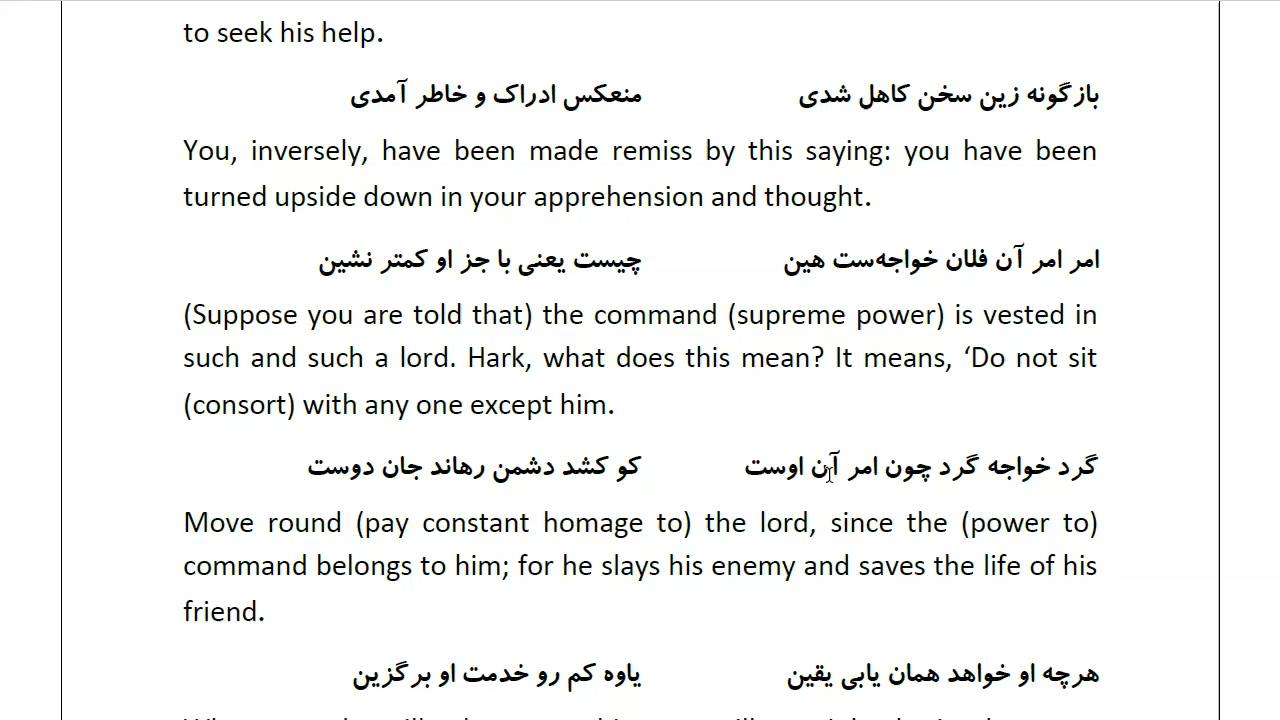 to seek his help.
بازگونه زین سخن کاهل شدی منعکس ادراک و خاطر آمدی
You, inversely, have been made remiss by this saying: you have been
turned upside down in your apprehension and thought.
امر امر آن فلان خواجه‌ست هین چیست یعنی با جز او کمتر نشین
(Suppose you are told that) the command (supreme power) is vested in
such and such a lord. Hark, what does this mean? It means, ‘Do not sit
(consort) with any one except him.
گرد خواجه گرد چون امر آن اوست کو کشد دشمن رهاند جان دوست
Move round (pay constant homage to) the lord, since the (power to)
command belongs to him; for he slays his enemy and saves the life of his
friend.
هرچه او خواهد همان یابی یقین یاوه کم رو خدمت او برگزین